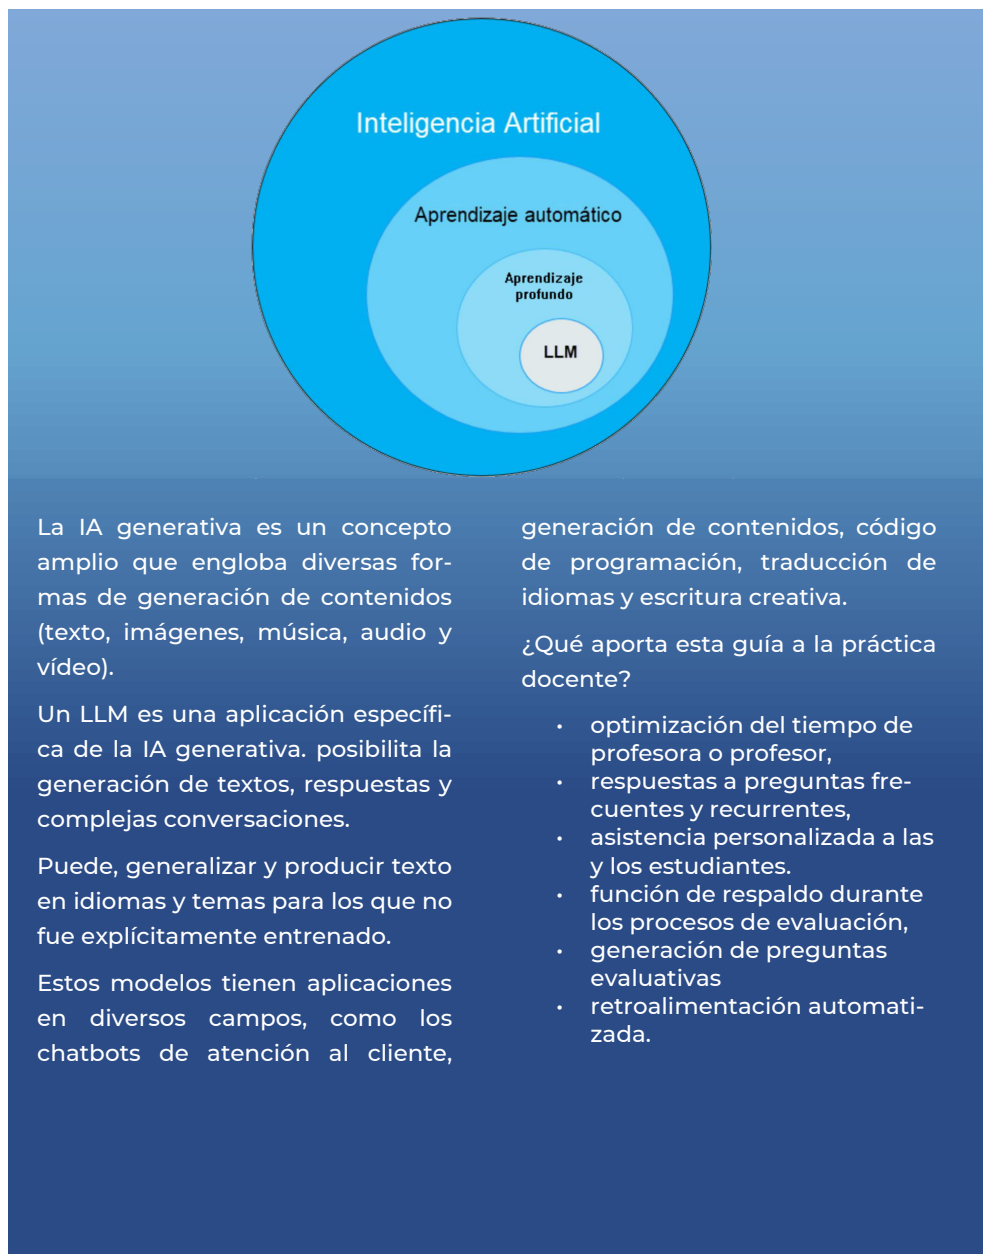 Inteligencia Artificial
Aprendizaje automático
Aprendizaje
profundo
LLM
La IA generativa es un concepto
amplio que engloba diversas for-
mas de generación de contenidos
(texto, imágenes, música, audio y
vídeo).
Un LLM es una aplicación específi-
ca de la IA generativa. posibilita la
generación de textos, respuestas y
complejas conversaciones.
Puede, generalizar y producir texto
en idiomas y temas para los que no
fue explícitamente entrenado.
Estos modelos tienen aplicaciones
en diversos campos, como los
chatbots de atención al cliente,
generación de contenidos, código
de programación, traducción de
idiomas y escritura creativa.
¿Qué aporta esta guía a la práctica
docente?
• optimización del tiempo de
profesora o profesor,
• respuestas a preguntas fre-
cuentes y recurrentes,
• asistencia personalizada a las
y los estudiantes.
• función de respaldo durante
los procesos de evaluación,
• generación de preguntas
evaluativas
• retroalimentación automati-
zada.